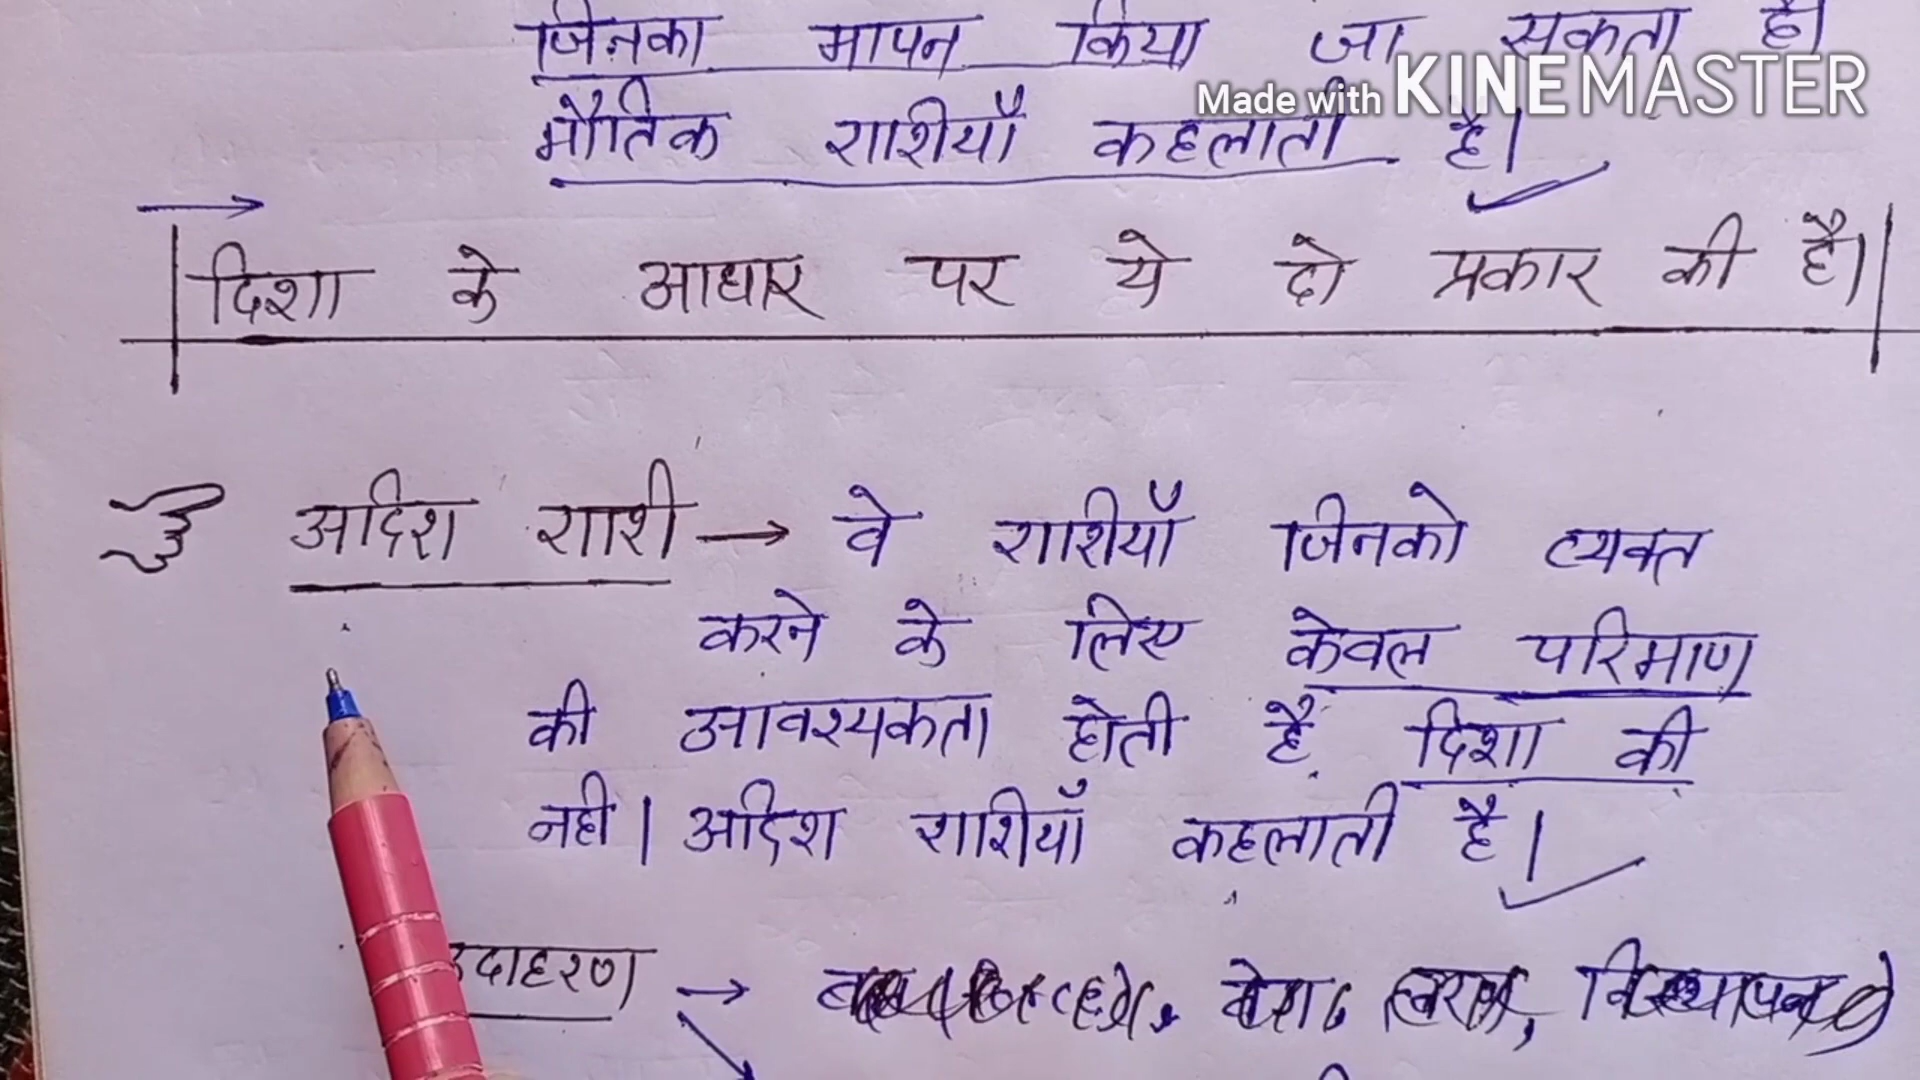 जिनका मापन किया जा सकता है।
Made with KINEMASTER
भौतिक राशीयाँ कहलाती है।
दिशा के आधार पर ये दो प्रकार की है।
अदिश राशी → वे राशीयाँ जिनको व्यक्त
करने के लिए केवल परिमाण
की आवश्यकता होती है दिशा की
नही। अदिश राशीयाँ कहलाती है।
उदाहरण →